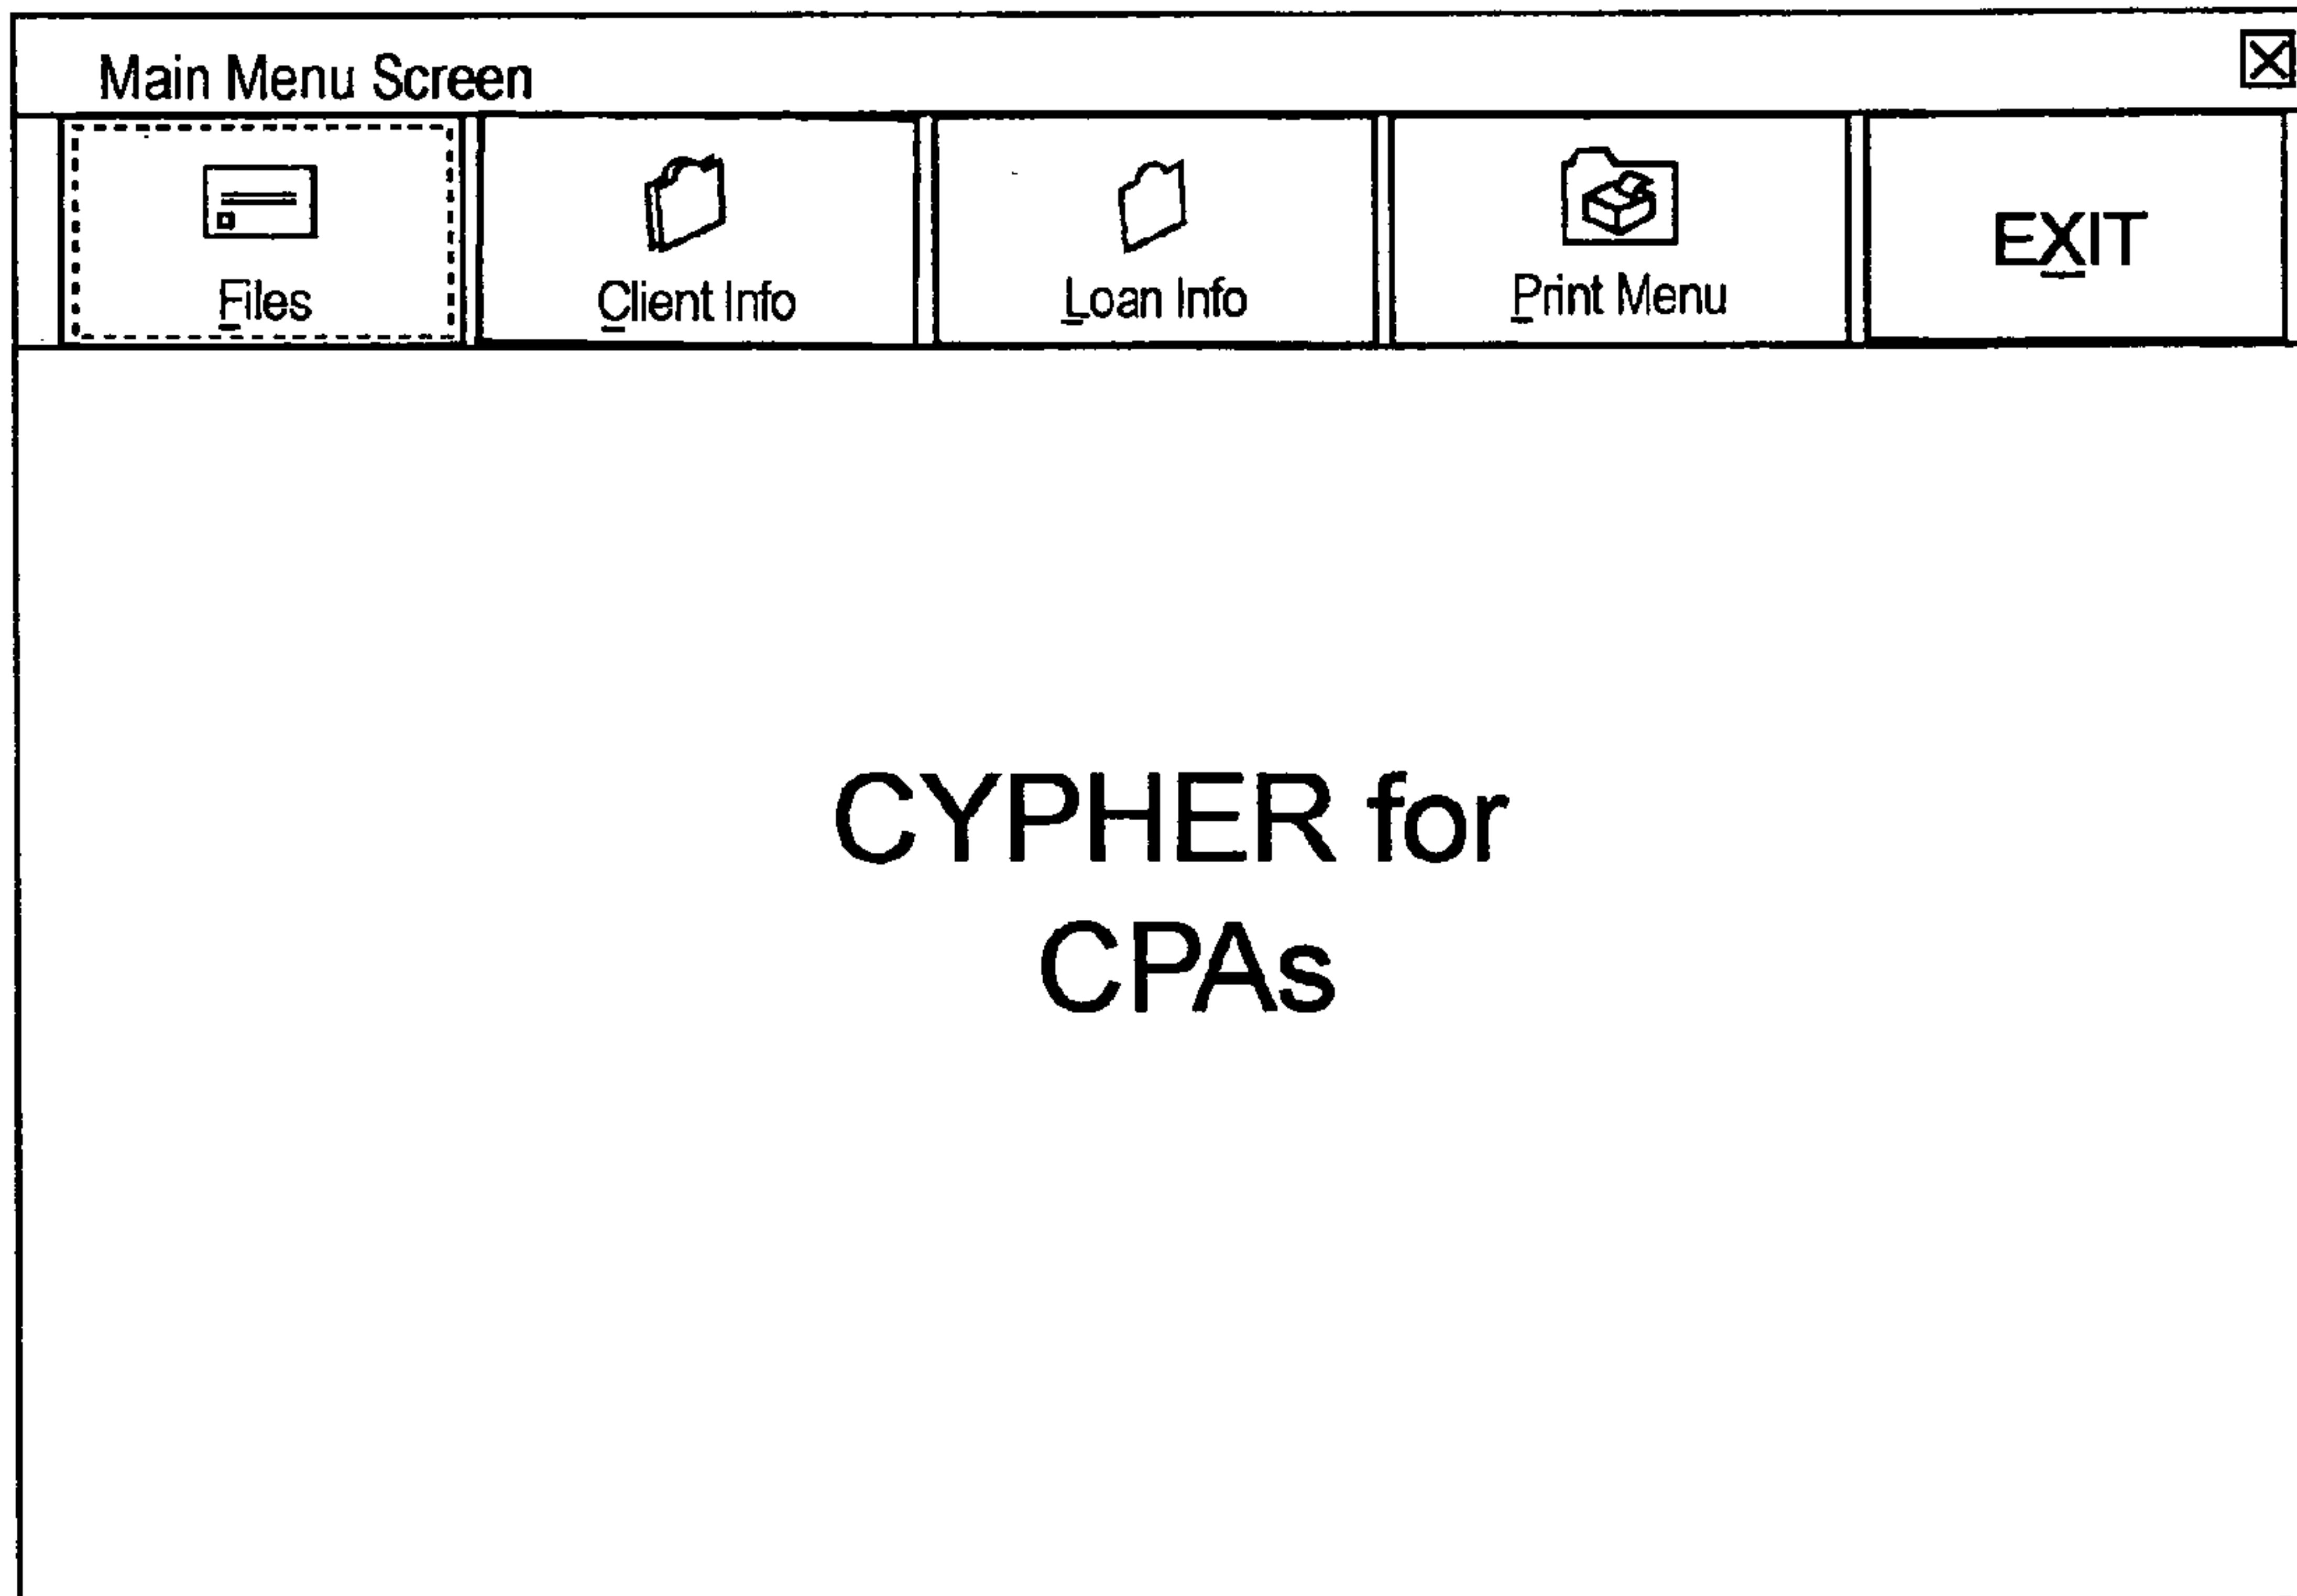 Main Menu Screen
Files
Client Info
Loan Info
Print Menu
EXIT
CYPHER for
CPAs